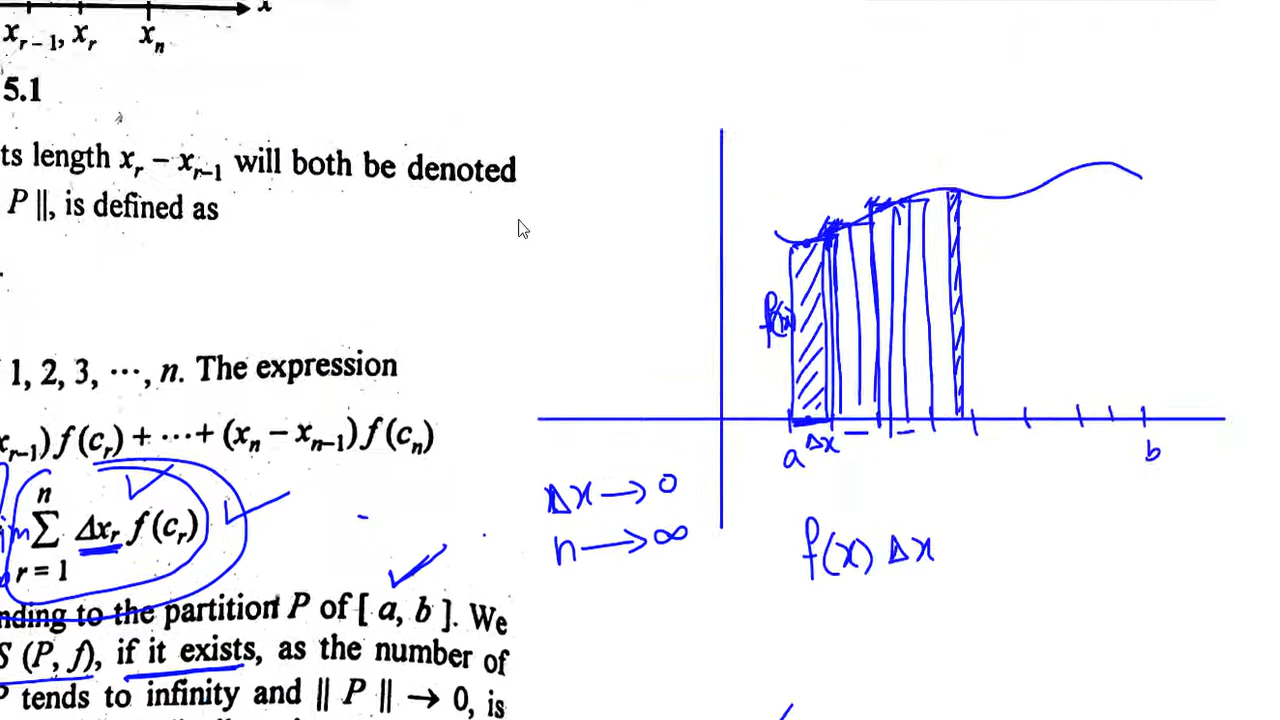 x
x_{r-1}, x_r x_n
5.1
ts length x_r − x_{r–1} will both be denoted
P ||, is defined as
1, 2, 3, ⋯, n. The expression
x_{r–1}) f (c_r) + ⋯ + (x_n − x_{n–1}) f (c_n)
n
∑ Δx_r f (c_r)
r = 1
nding to the partition P of [ a, b ]. We
S (P, f), if it exists, as the number of
P tends to infinity and || P || → 0, is
f(x)
a Δx b
Δx → 0
n → ∞
f(x) Δx